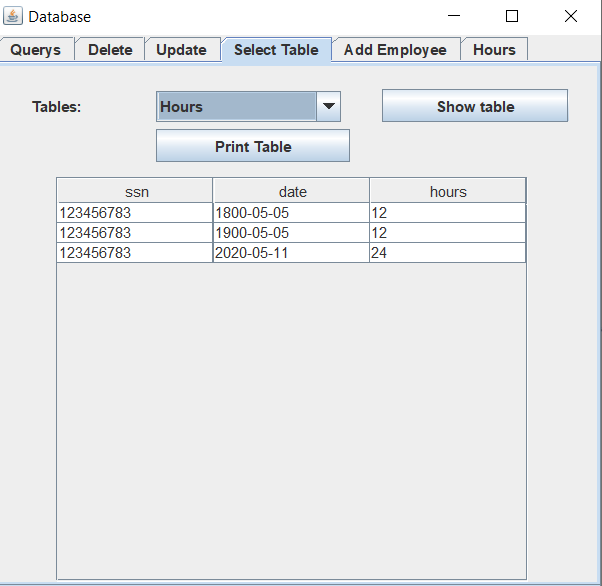 Database
Querys Delete Update Select Table Add Employee Hours
Tables: Hours Show table
Print Table
ssn date hours
123456783 1800-05-05 12
123456783 1900-05-05 12
123456783 2020-05-11 24